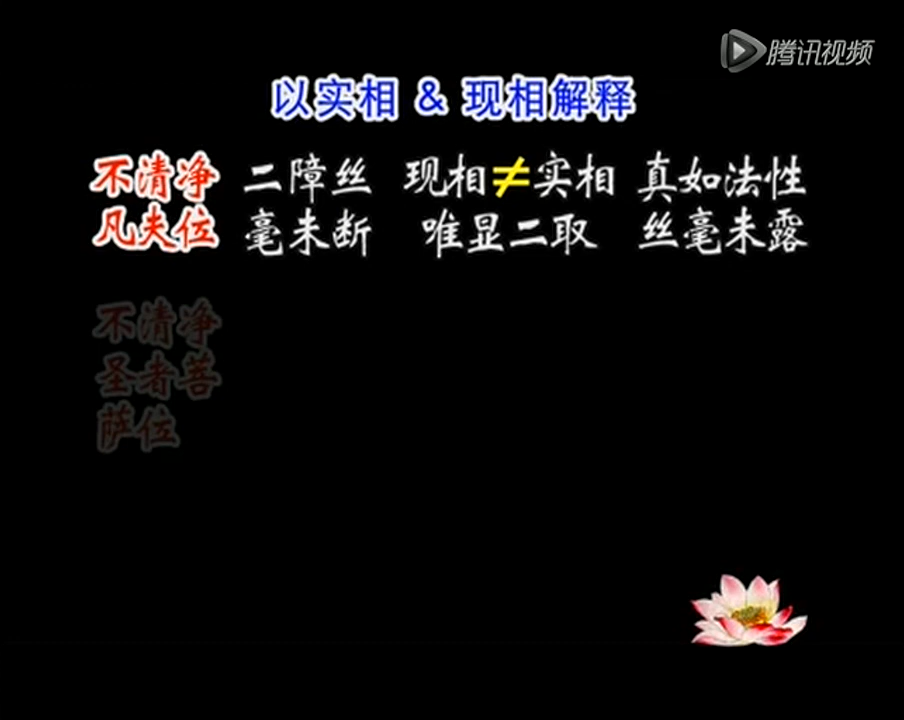 腾讯视频
以实相 & 现相解释
不清净 二障丝 现相≠实相 真如法性
凡夫位 毫未断 唯显二取 丝毫未露
不清净
圣者菩
萨位